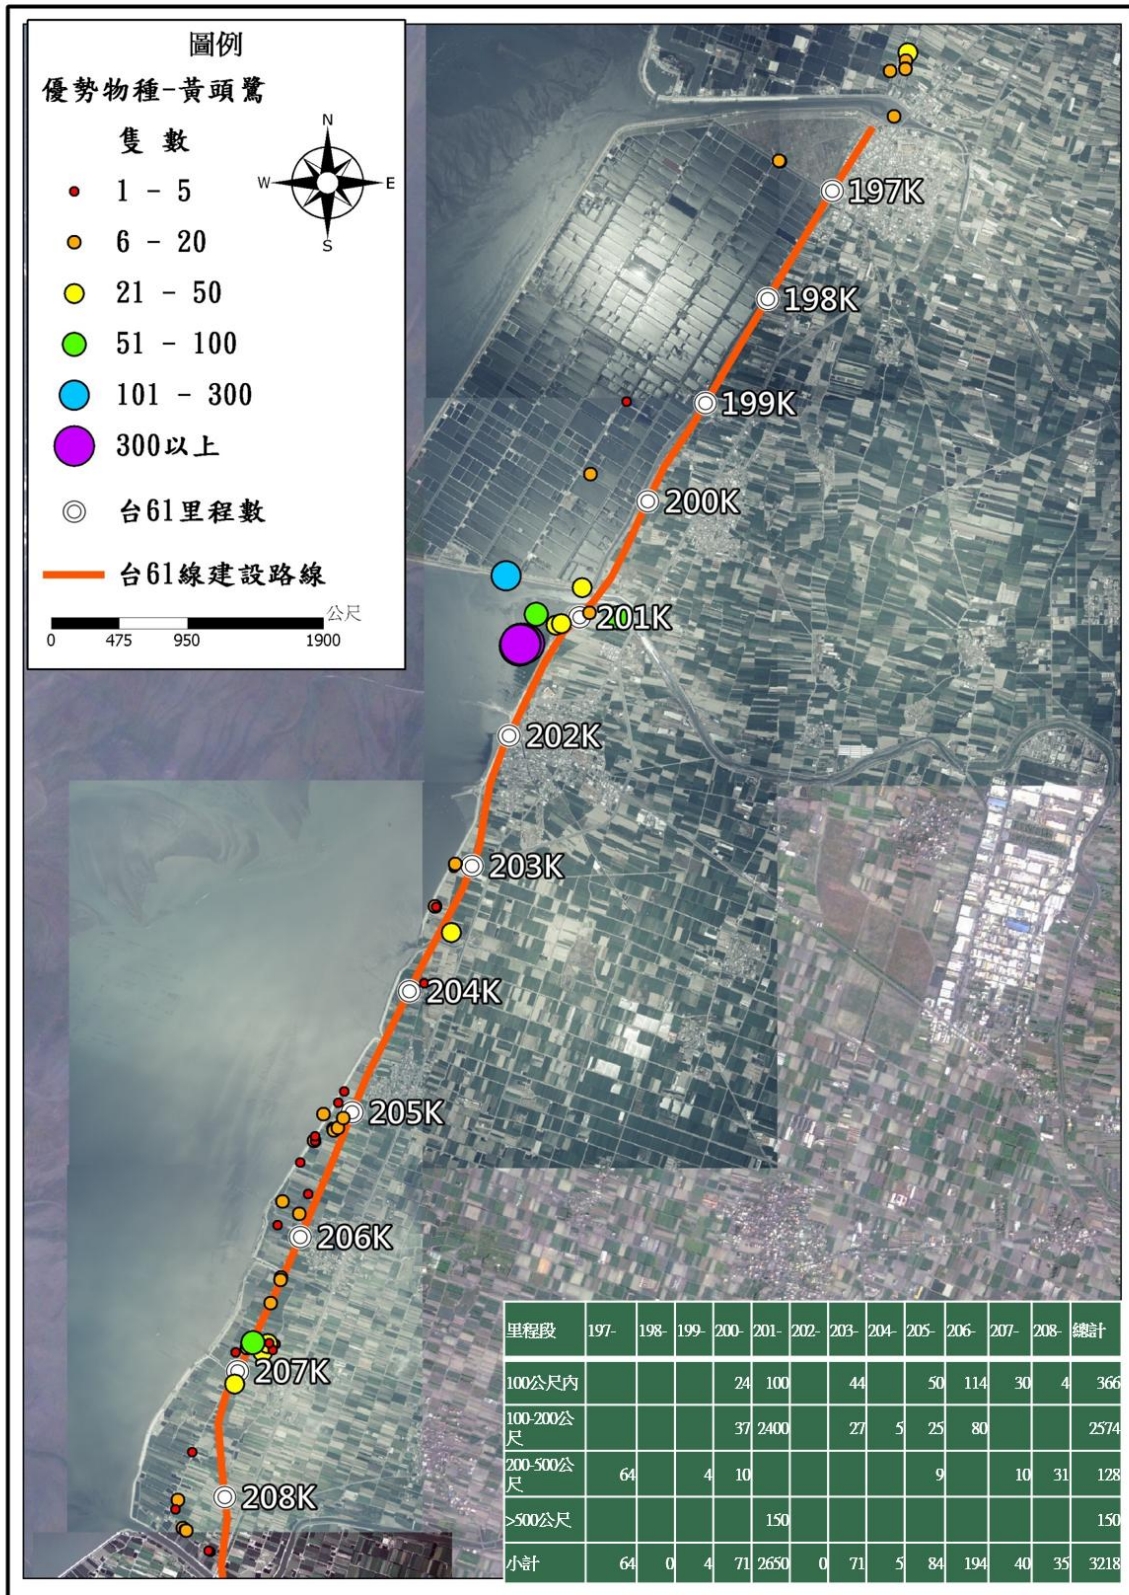 圖例
優勢物種-黃頭鷺
隻 數
1 - 5
6 - 20
21 - 50
51 - 100
101 - 300
300以上
台61里程數
台61線建設路線
公尺
0 475 950 1900
N
W E
S
197K
198K
199K
200K
201K
202K
203K
204K
205K
206K
207K
208K
里程段 197- 198- 199- 200- 201- 202- 203- 204- 205- 206- 207- 208- 總計
100公尺內 24 100 44 50 114 30 4 366
100-200公尺 37 2400 27 5 25 80 2574
200-500公尺 64 4 10 9 10 31 128
>500公尺 150 150
小計 64 0 4 71 2650 0 71 5 84 194 40 35 3218